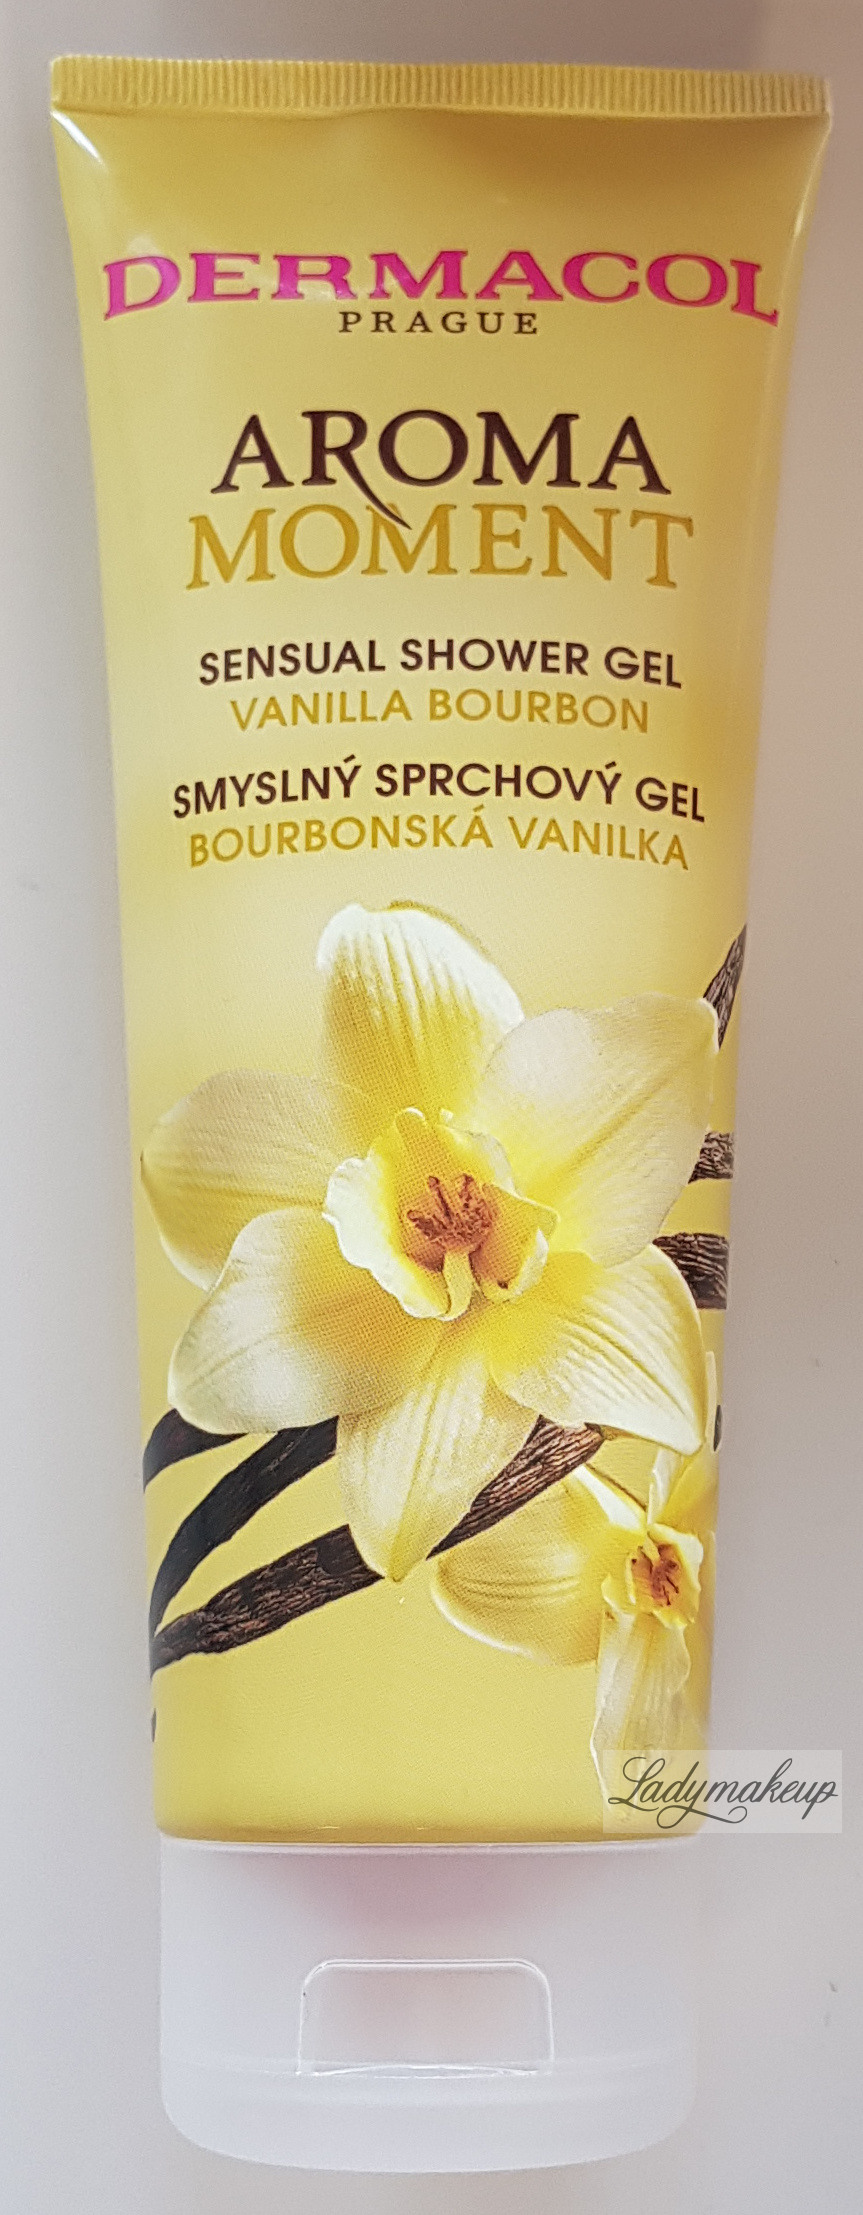 DERMACOL
PRAGUE
AROMA
MOMENT
SENSUAL SHOWER GEL
VANILLA BOURBON
SMYSLNÝ SPRCHOVÝ GEL
BOURBONSKÁ VANILKA
Ladymakeup